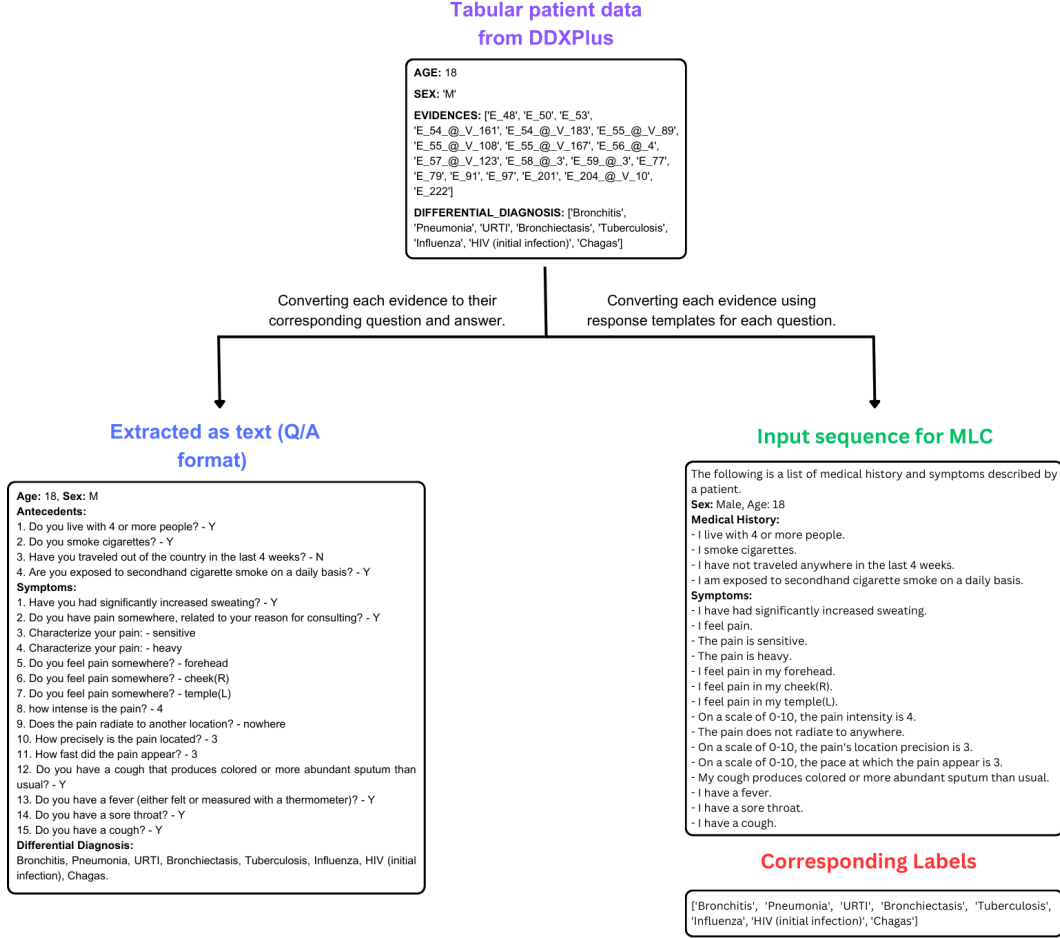 Tabular patient data
from DDXPlus
AGE: 18
SEX: 'M'
EVIDENCES: ['E_48', 'E_50', 'E_53',
'E_54_@_V_161', 'E_54_@_V_183', 'E_55_@_V_89',
'E_55_@_V_108', 'E_55_@_V_167', 'E_56_@_4',
'E_57_@_V_123', 'E_58_@_3', 'E_59_@_3', 'E_77',
'E_79', 'E_91', 'E_97', 'E_201', 'E_204_@_V_10',
'E_222']
DIFFERENTIAL_DIAGNOSIS: ['Bronchitis',
'Pneumonia', 'URTI', 'Bronchiectasis', 'Tuberculosis',
'Influenza', 'HIV (initial infection)', 'Chagas']
Converting each evidence to their
corresponding question and answer.
Converting each evidence using
response templates for each question.
Extracted as text (Q/A
format)
Age: 18, Sex: M
Antecedents:
1. Do you live with 4 or more people? - Y
2. Do you smoke cigarettes? - Y
3. Have you traveled out of the country in the last 4 weeks? - N
4. Are you exposed to secondhand cigarette smoke on a daily basis? - Y
Symptoms:
1. Have you had significantly increased sweating? - Y
2. Do you have pain somewhere, related to your reason for consulting? - Y
3. Characterize your pain: - sensitive
4. Characterize your pain: - heavy
5. Do you feel pain somewhere? - forehead
6. Do you feel pain somewhere? - cheek(R)
7. Do you feel pain somewhere? - temple(L)
8. how intense is the pain? - 4
9. Does the pain radiate to another location? - nowhere
10. How precisely is the pain located? - 3
11. How fast did the pain appear? - 3
12. Do you have a cough that produces colored or more abundant sputum than
usual? - Y
13. Do you have a fever (either felt or measured with a thermometer)? - Y
14. Do you have a sore throat? - Y
15. Do you have a cough? - Y
Differential Diagnosis:
Bronchitis, Pneumonia, URTI, Bronchiectasis, Tuberculosis, Influenza, HIV (initial
infection), Chagas.
Input sequence for MLC
The following is a list of medical history and symptoms described by
a patient.
Sex: Male, Age: 18
Medical History:
- I live with 4 or more people.
- I smoke cigarettes.
- I have not traveled anywhere in the last 4 weeks.
- I am exposed to secondhand cigarette smoke on a daily basis.
Symptoms:
- I have had significantly increased sweating.
- I feel pain.
- The pain is sensitive.
- The pain is heavy.
- I feel pain in my forehead.
- I feel pain in my cheek(R).
- I feel pain in my temple(L).
- On a scale of 0-10, the pain intensity is 4.
- The pain does not radiate to anywhere.
- On a scale of 0-10, the pain's location precision is 3.
- On a scale of 0-10, the pace at which the pain appear is 3.
- My cough produces colored or more abundant sputum than usual.
- I have a fever.
- I have a sore throat.
- I have a cough.
Corresponding Labels
['Bronchitis', 'Pneumonia', 'URTI', 'Bronchiectasis', 'Tuberculosis',
'Influenza', 'HIV (initial infection)', 'Chagas']